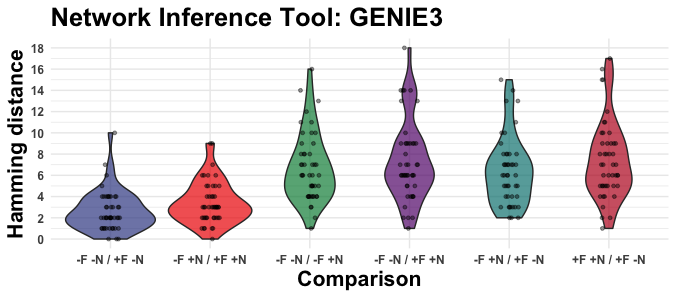 Network Inference Tool: GENIE3
Hamming distance
18
16
14
12
10
8
6
4
2
0
-F -N / +F -N
-F +N / +F +N
-F -N / -F +N
-F -N / +F +N
-F +N / +F -N
+F +N / +F -N
Comparison